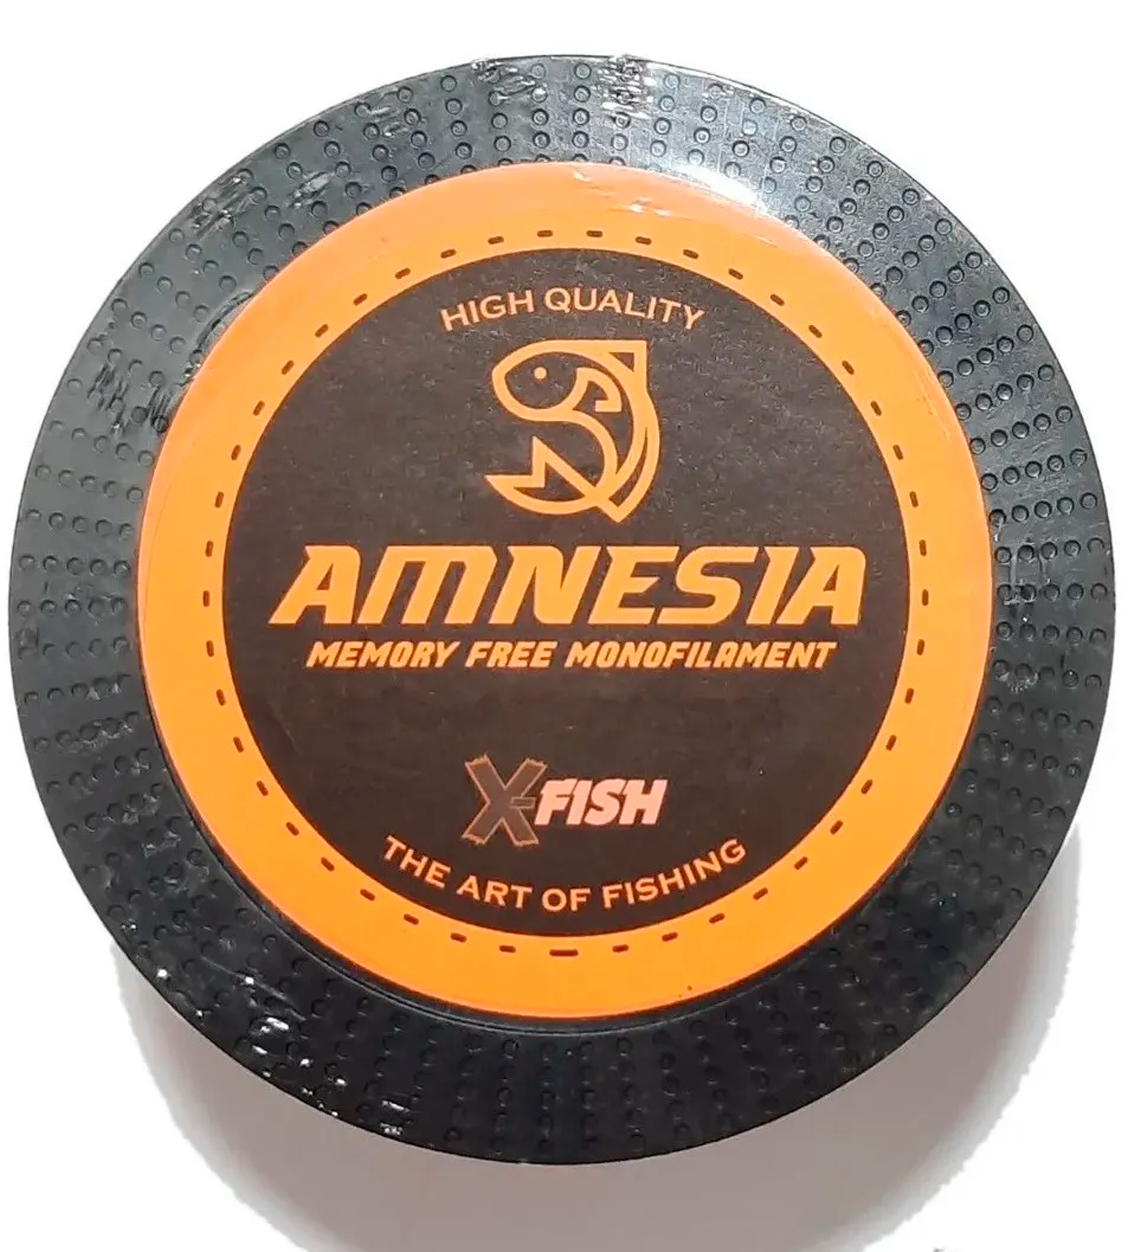 HIGH QUALITY
AMNESIA
MEMORY FREE MONOFILAMENT
X-FISH
THE ART OF FISHING